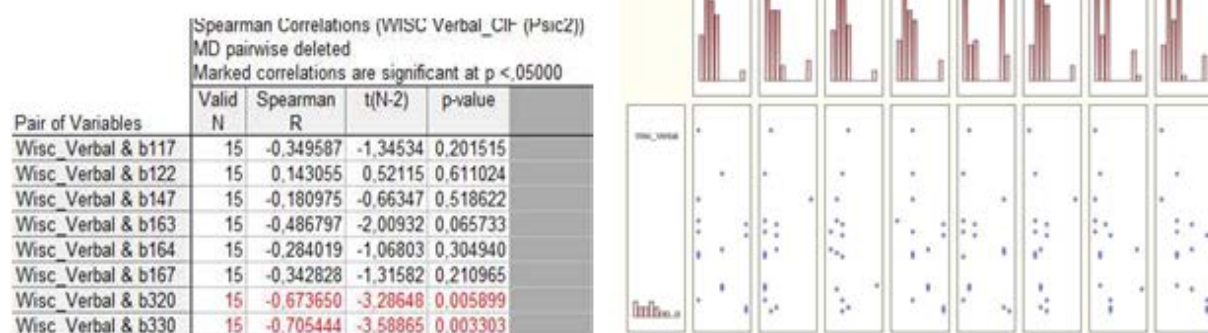 Spearman Correlations (WISC Verbal_CIF (Psic2))
MD pairwise deleted
Marked correlations are significant at p <,05000
Pair of Variables Valid N Spearman R t(N-2) p-value
Wisc_Verbal & b117 15 -0,349587 -1,34534 0,201515
Wisc_Verbal & b122 15 0,143055 0,52115 0,611024
Wisc_Verbal & b147 15 -0,180975 -0,66347 0,518622
Wisc_Verbal & b163 15 -0,486797 -2,00932 0,065733
Wisc_Verbal & b164 15 -0,284019 -1,06803 0,304940
Wisc_Verbal & b167 15 -0,342828 -1,31582 0,210965
Wisc_Verbal & b320 15 -0,673650 -3,28648 0,005899
Wisc_Verbal & b330 15 -0,705444 -3,58865 0,003303
Wisc_Verbal